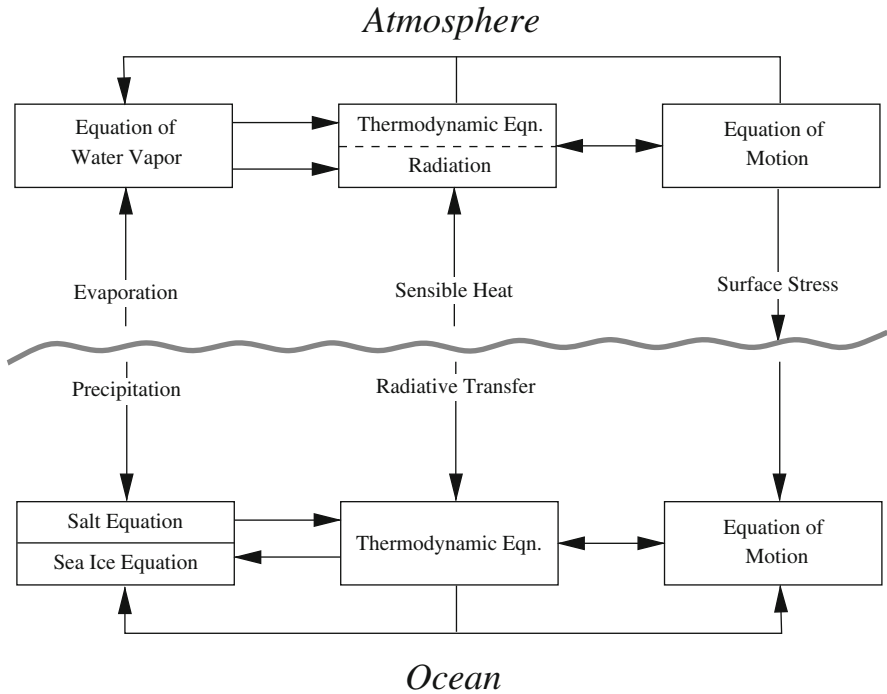 Atmosphere
Equation of
Water Vapor
Thermodynamic Eqn.
Radiation
Equation of
Motion
Evaporation
Sensible Heat
Surface Stress
Precipitation
Radiative Transfer
Salt Equation
Sea Ice Equation
Thermodynamic Eqn.
Equation of
Motion
Ocean